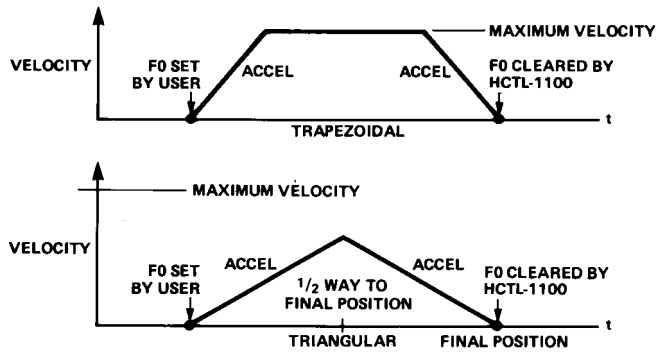 MAXIMUM VELOCITY
VELOCITY
F0 SET
BY USER
ACCEL
ACCEL
F0 CLEARED BY
HCTL-1100
t
TRAPEZOIDAL
MAXIMUM VELOCITY
VELOCITY
F0 SET
BY USER
ACCEL
1/2 WAY TO
FINAL POSITION
ACCEL
F0 CLEARED BY
HCTL-1100
t
TRIANGULAR
FINAL POSITION